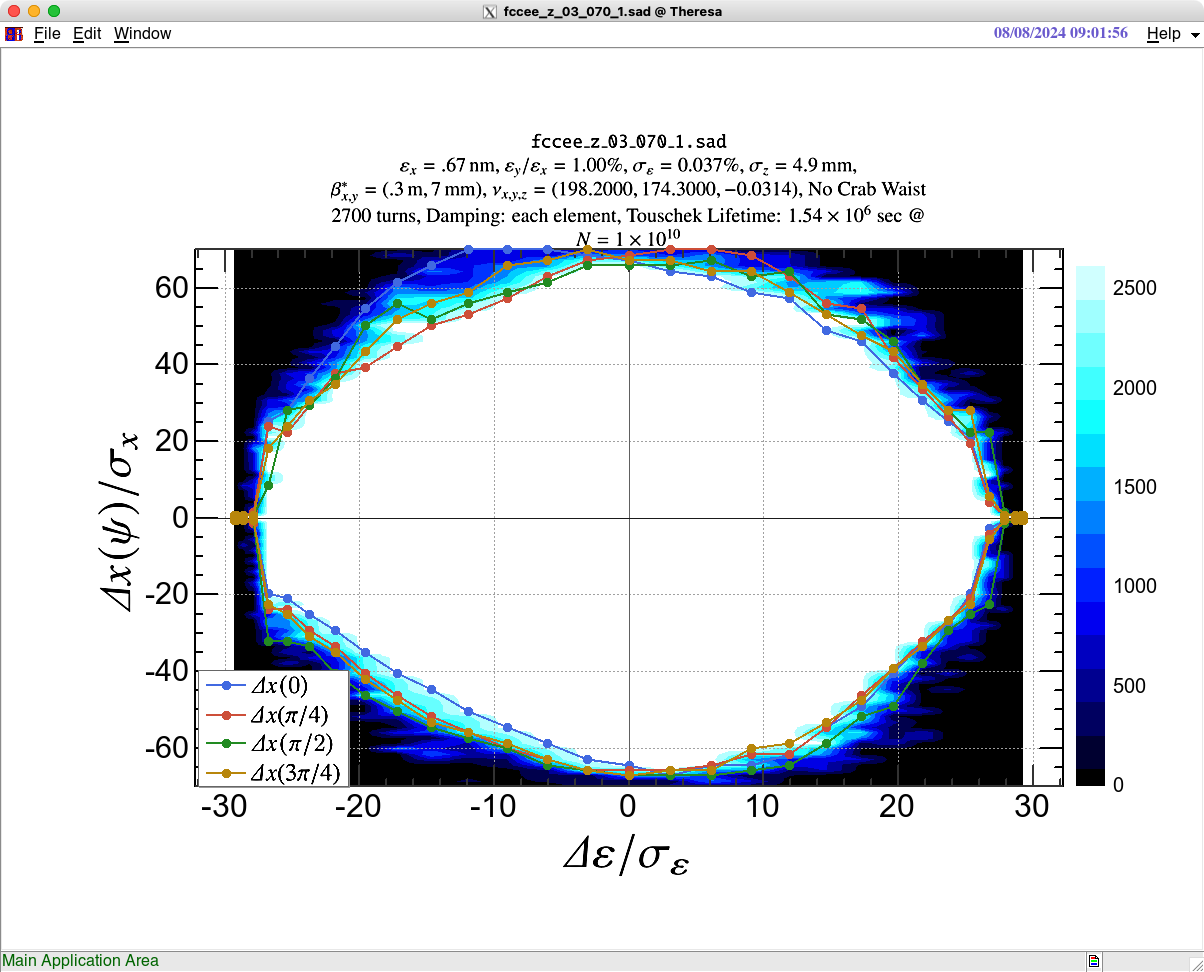 fccee_z_03_070_1.sad @ Theresa
File Edit Window 08/08/2024 09:01:56 Help
fccee_z_03_070_1.sad
εx = .67 nm, εy/εx = 1.00%, σε = 0.037%, σz = 4.9 mm,
β*x,y = (.3 m, 7 mm), νx,y,z = (198.2000, 174.3000, −0.0314), No Crab Waist
2700 turns, Damping: each element, Touschek Lifetime: 1.54 × 10^6 sec @
N = 1 × 10^10
60
40
20
0
-20
-40
-60
Δx(ψ)/σx
Δx(0)
Δx(π/4)
Δx(π/2)
Δx(3π/4)
-30 -20 -10 0 10 20 30
Δε/σε
2500
2000
1500
1000
500
0
Main Application Area